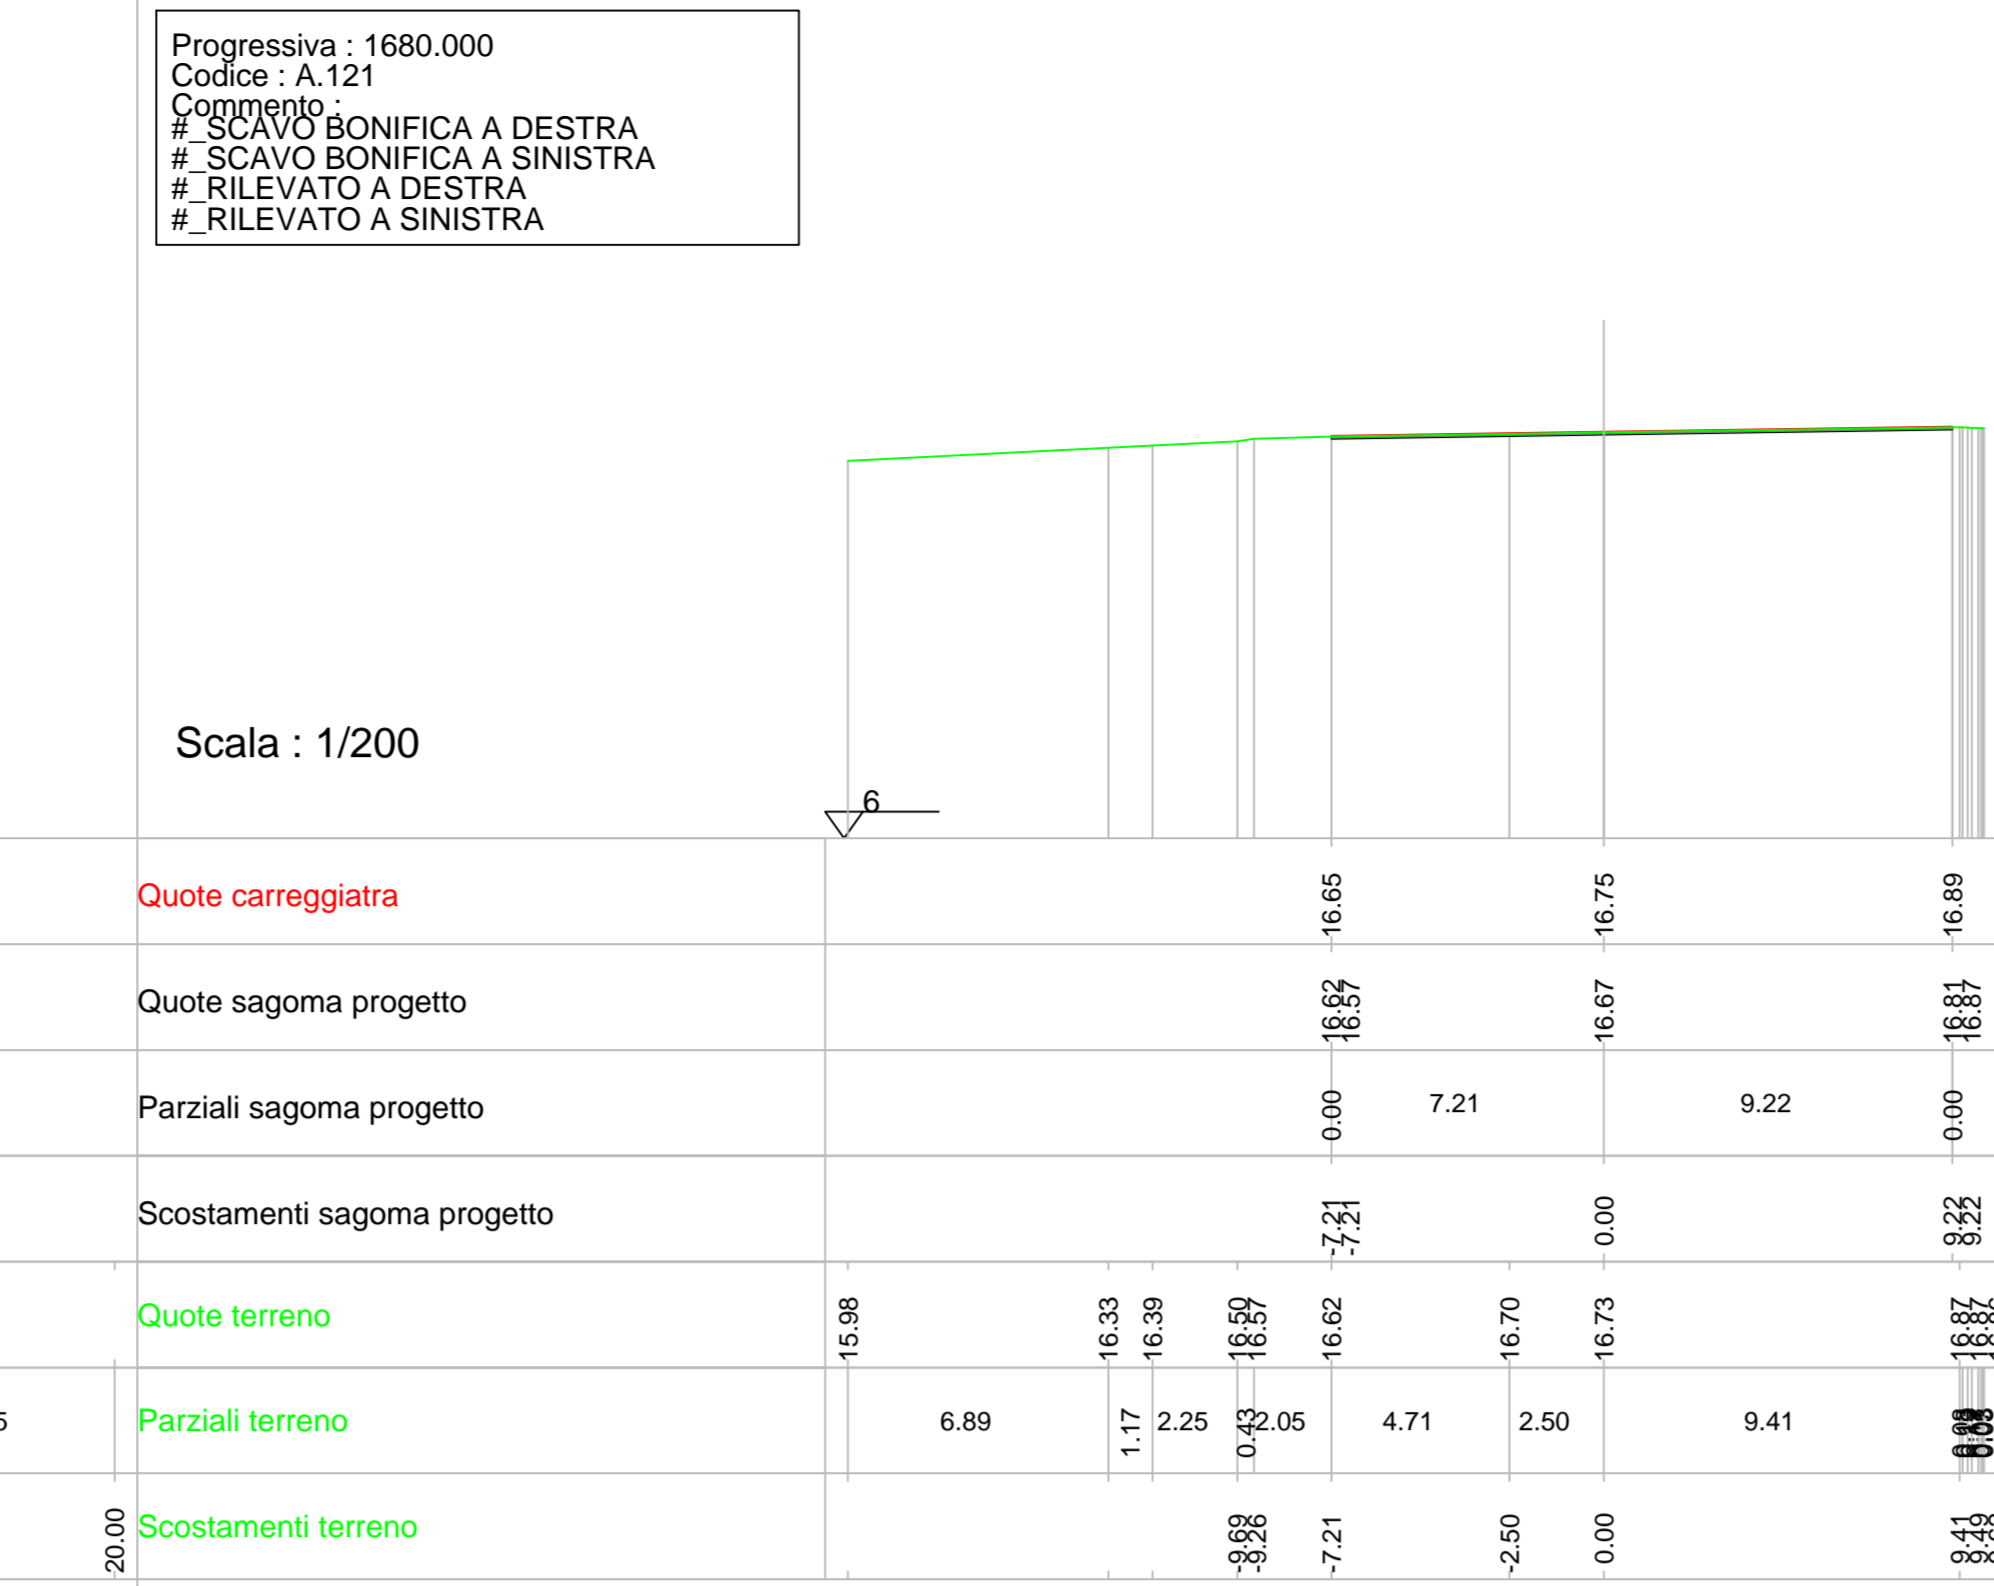 Progressiva : 1680.000
Codice : A.121
Commento :
#_SCAVO BONIFICA A DESTRA
#_SCAVO BONIFICA A SINISTRA
#_RILEVATO A DESTRA
#_RILEVATO A SINISTRA
Scala : 1/200
6
Quote carreggiatra
16.65 16.75 16.89
Quote sagoma progetto
16.62 16.57 16.67 16.81 16.87
Parziali sagoma progetto
0.00 7.21 9.22 0.00
Scostamenti sagoma progetto
-7.21 -7.21 0.00 9.22 9.22
Quote terreno
15.98 16.33 16.39 16.50 16.57 16.62 16.70 16.73 16.87 16.87
Parziali terreno
6.89 1.17 2.25 0.43 2.05 4.71 2.50 9.41
20.00
Scostamenti terreno
-9.69 -9.26 -7.21 -2.50 0.00 9.41 9.49